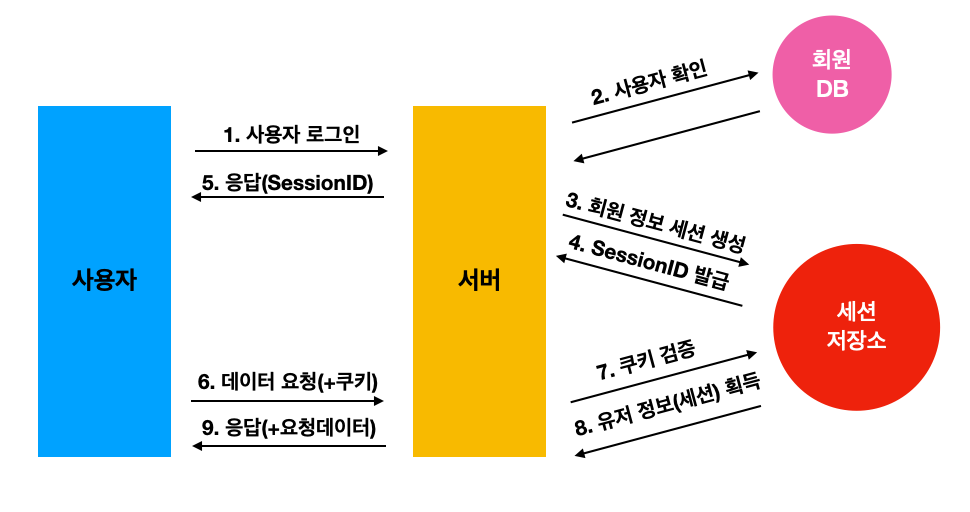 회원
DB
2. 사용자 확인
1. 사용자 로그인
5. 응답(SessionID)
3. 회원 정보 세션 생성
4. SessionID 발급
사용자
서버
세션
저장소
7. 쿠키 검증
6. 데이터 요청(+쿠키)
8. 유저 정보(세션) 획득
9. 응답(+요청데이터)